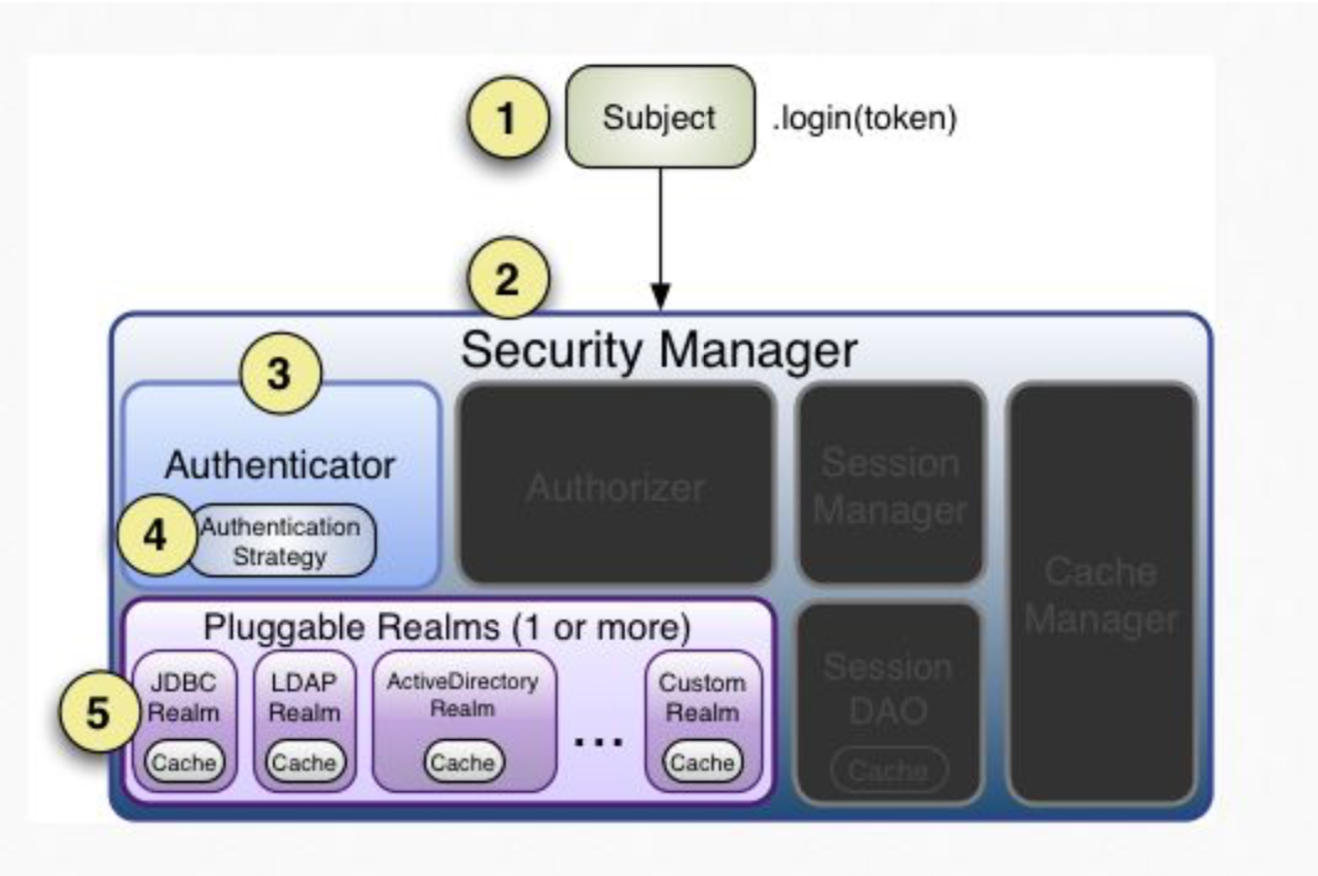 1
Subject
.login(token)
2
Security Manager
3
Authenticator
4
Authentication
Strategy
Authorizer
Session
Manager
Cache
Manager
Pluggable Realms (1 or more)
5
JDBC
Realm
Cache
LDAP
Realm
Cache
ActiveDirectory
Realm
Cache
...
Custom
Realm
Cache
Session
DAO
Cache